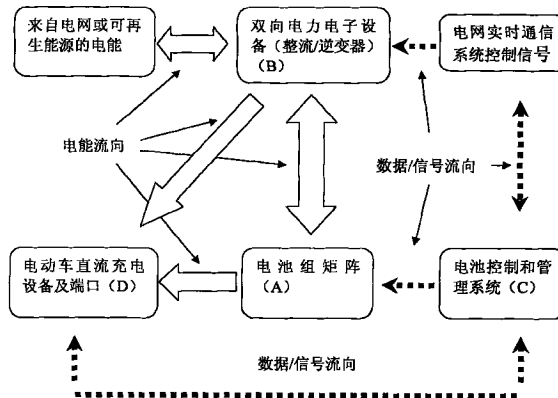 来自电网或可再
生能源的电能
双向电力电子设
备（整流/逆变器）
（B）
电网实时通信
系统控制信号
电能流向
数据/信号流向
电动车直流充电
设备及端口（D）
电池组矩阵
（A）
电池控制和管
理系统（C）
数据/信号流向